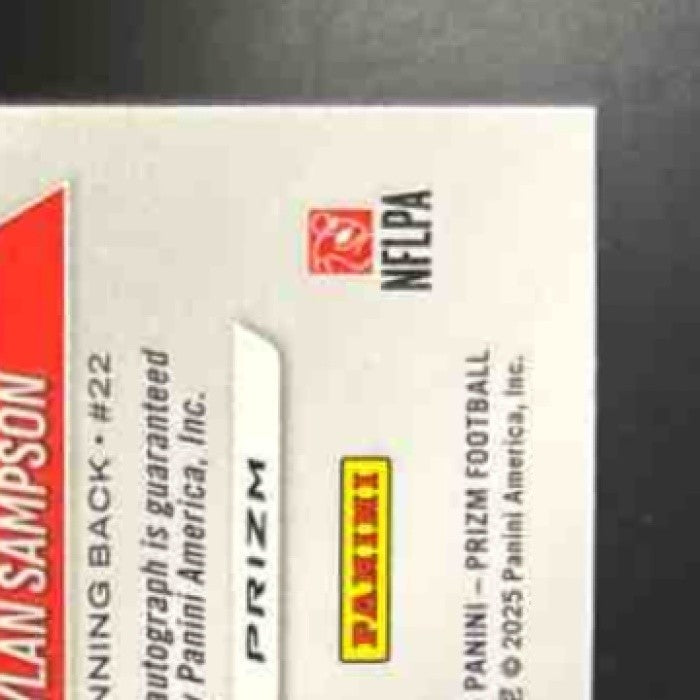 YLAN SAMPSON
NNING BACK • #22
autograph is guaranteed
y Panini America, Inc.
PRIZM
PANINI
NFLPA
PANINI – PRIZM FOOTBALL
© 2025 Panini America, Inc.